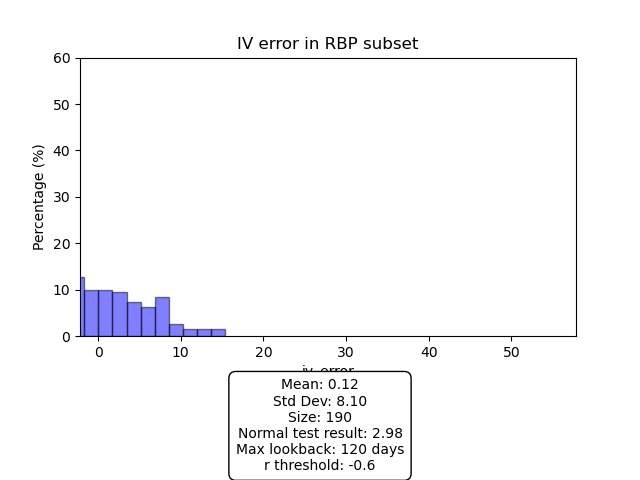 IV error in RBP subset
60
50
40
30
20
10
0
Percentage (%)
0 10 20 30 40 50
iv_error
Mean: 0.12
Std Dev: 8.10
Size: 190
Normal test result: 2.98
Max lookback: 120 days
r threshold: -0.6